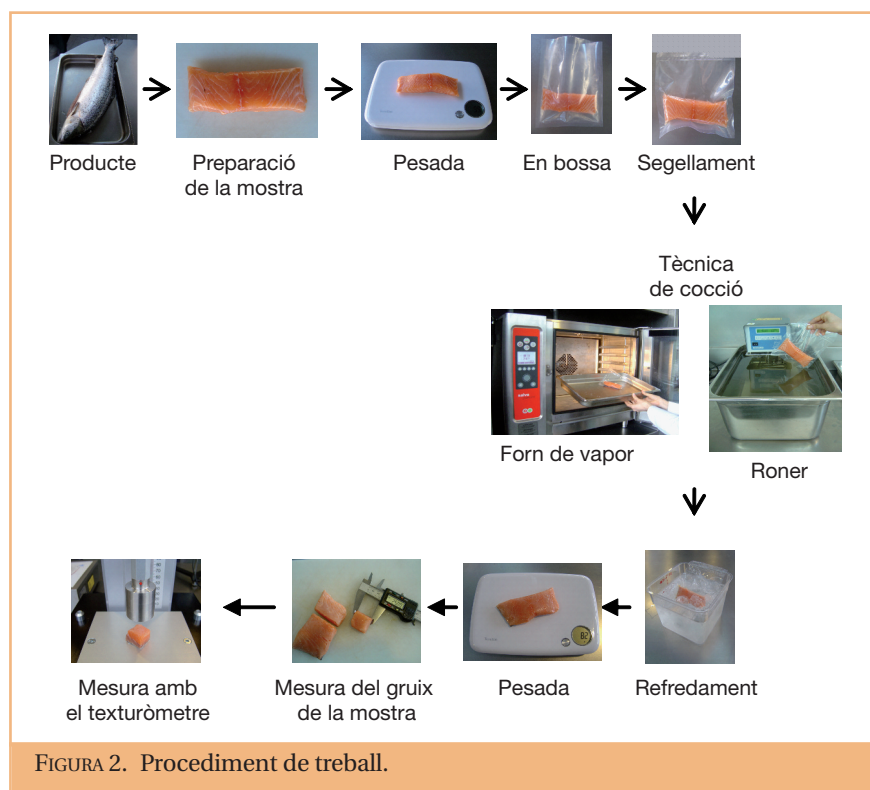 Producte
Preparació
de la mostra
Pesada
En bossa
Segellament
Tècnica
de cocció
Forn de vapor
Roner
Mesura amb
el texturòmetre
Mesura del gruix
de la mostra
Pesada
Refredament
FIGURA 2. Procediment de treball.